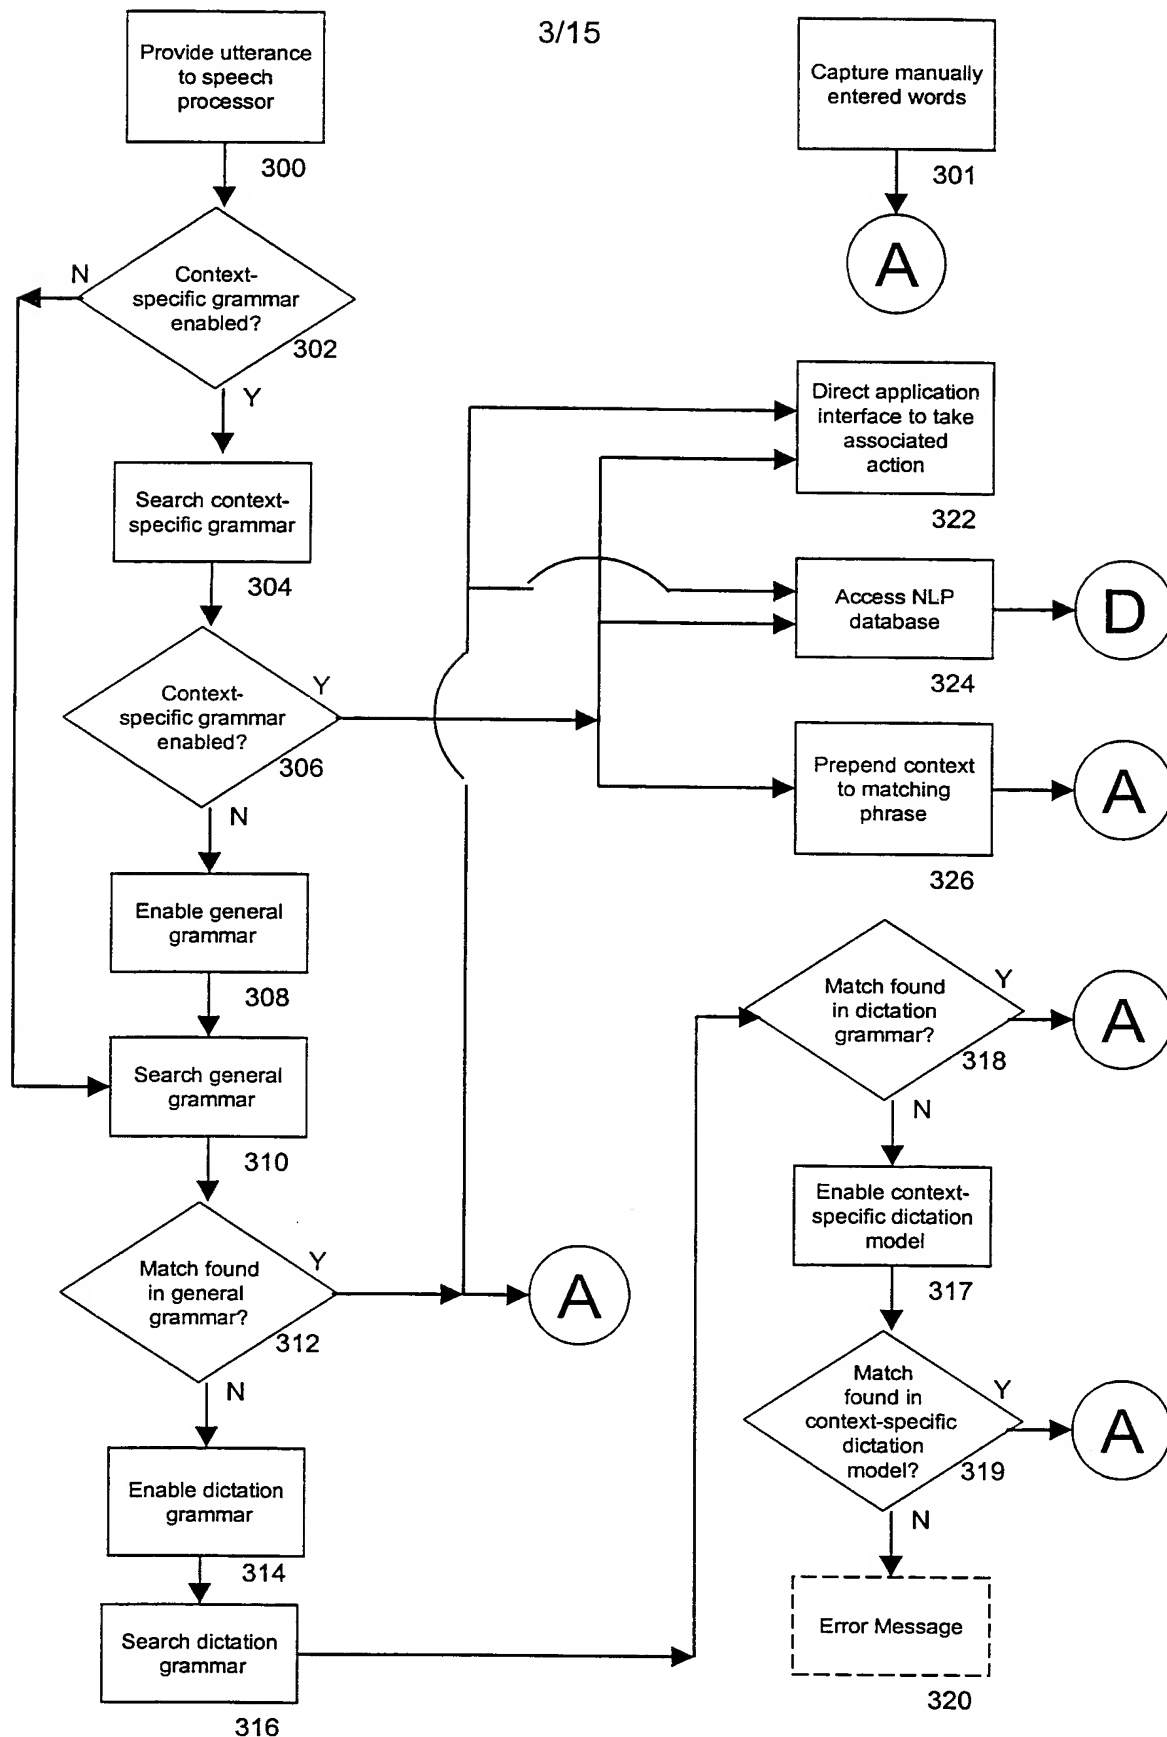 3/15
Provide utterance
to speech
processor
300
Context-
specific grammar
enabled?
302
N
Y
Search context-
specific grammar
304
Context-
specific grammar
enabled?
306
Y
N
Enable general
grammar
308
Search general
grammar
310
Match found
in general
grammar?
312
Y
A
N
Enable dictation
grammar
314
Search dictation
grammar
316
Capture manually
entered words
301
A
Direct application
interface to take
associated
action
322
Access NLP
database
324
D
Prepend context
to matching
phrase
326
A
Match found
in dictation
grammar?
318
Y
A
N
Enable context-
specific dictation
model
317
Match
found in
context-specific
dictation
model?
319
Y
A
N
Error Message
320